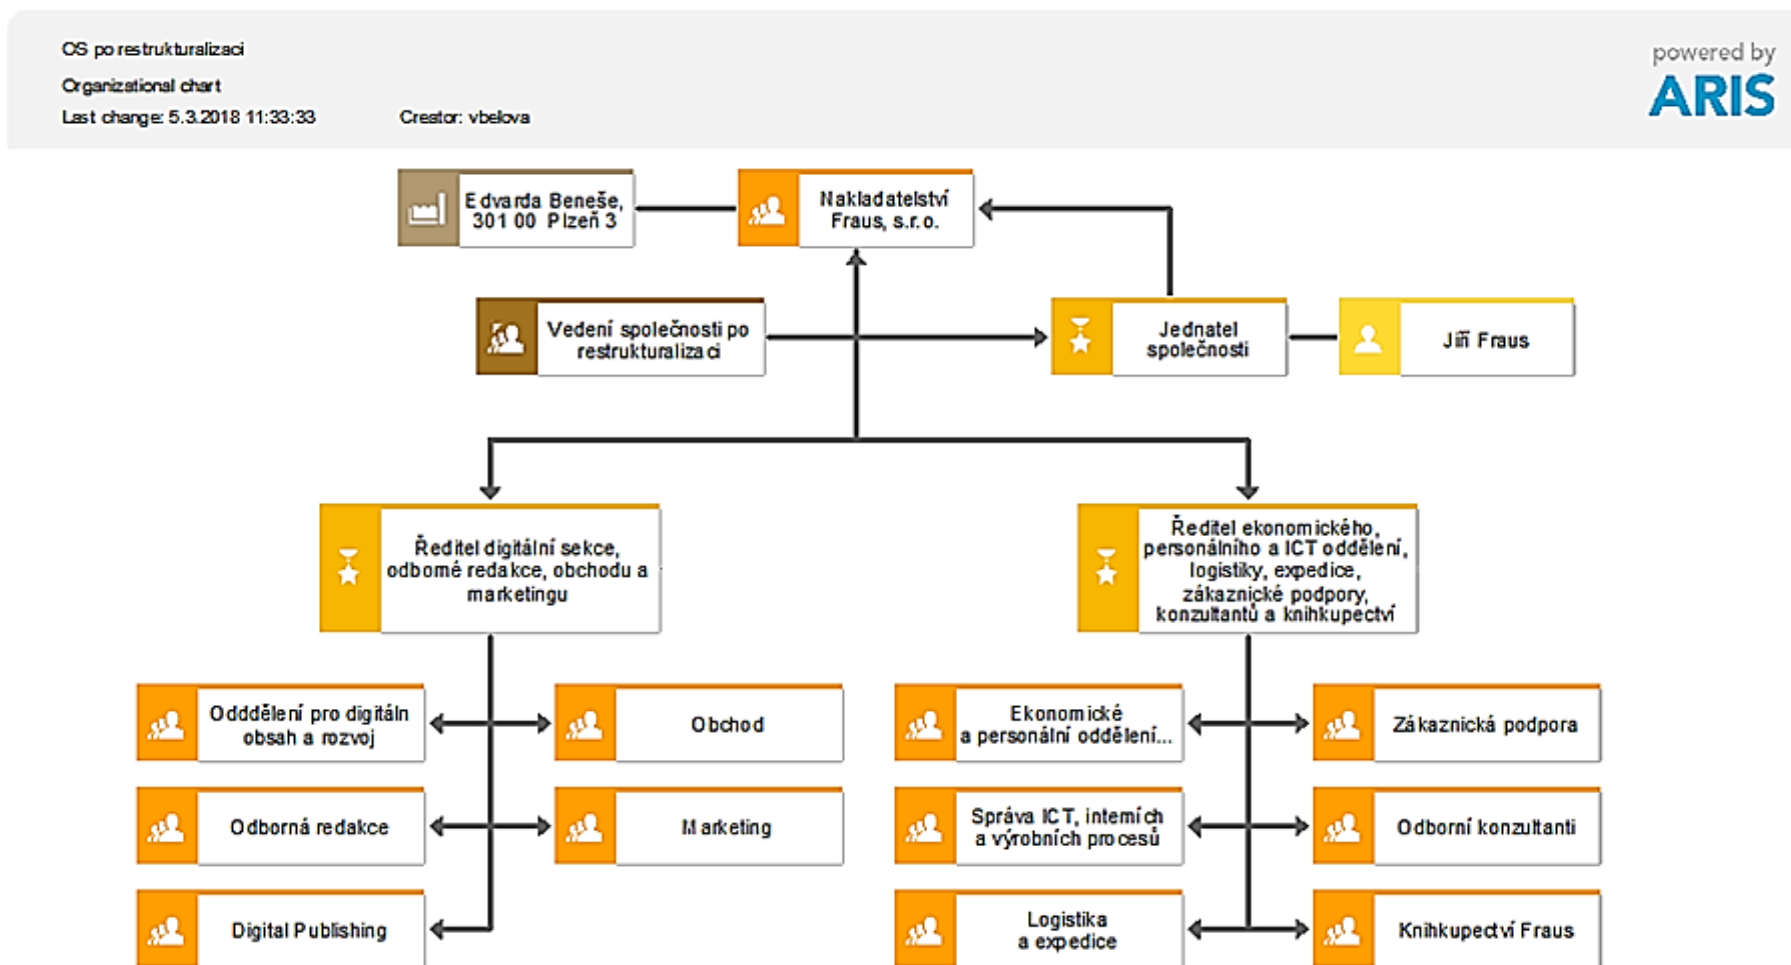 OS po restrukturalizaci
Organizational chart
Last change: 5.3.2018 11:33:33
Creator: vbelova
powered by
ARIS
Edvarda Beneše,
301 00 Plzeň 3
Nakladatelství
Fraus, s.r.o.
Vedení společnosti po
restrukturalizaci
Jednatel
společnosti
Jiří Fraus
Ředitel digitální sekce,
odborné redakce, obchodu a
marketingu
Ředitel ekonomického,
personálního a ICT oddělení,
logistiky, expedice,
zákaznické podpory,
konzultantů a knihkupectví
Odddělení pro digitáln
obsah a rozvoj
Obchod
Ekonomické
a personální oddělení...
Zákaznická podpora
Odborná redakce
Marketing
Správa ICT, interních
a výrobních procesů
Odborní konzultanti
Digital Publishing
Logistika
a expedice
Knihkupectví Fraus